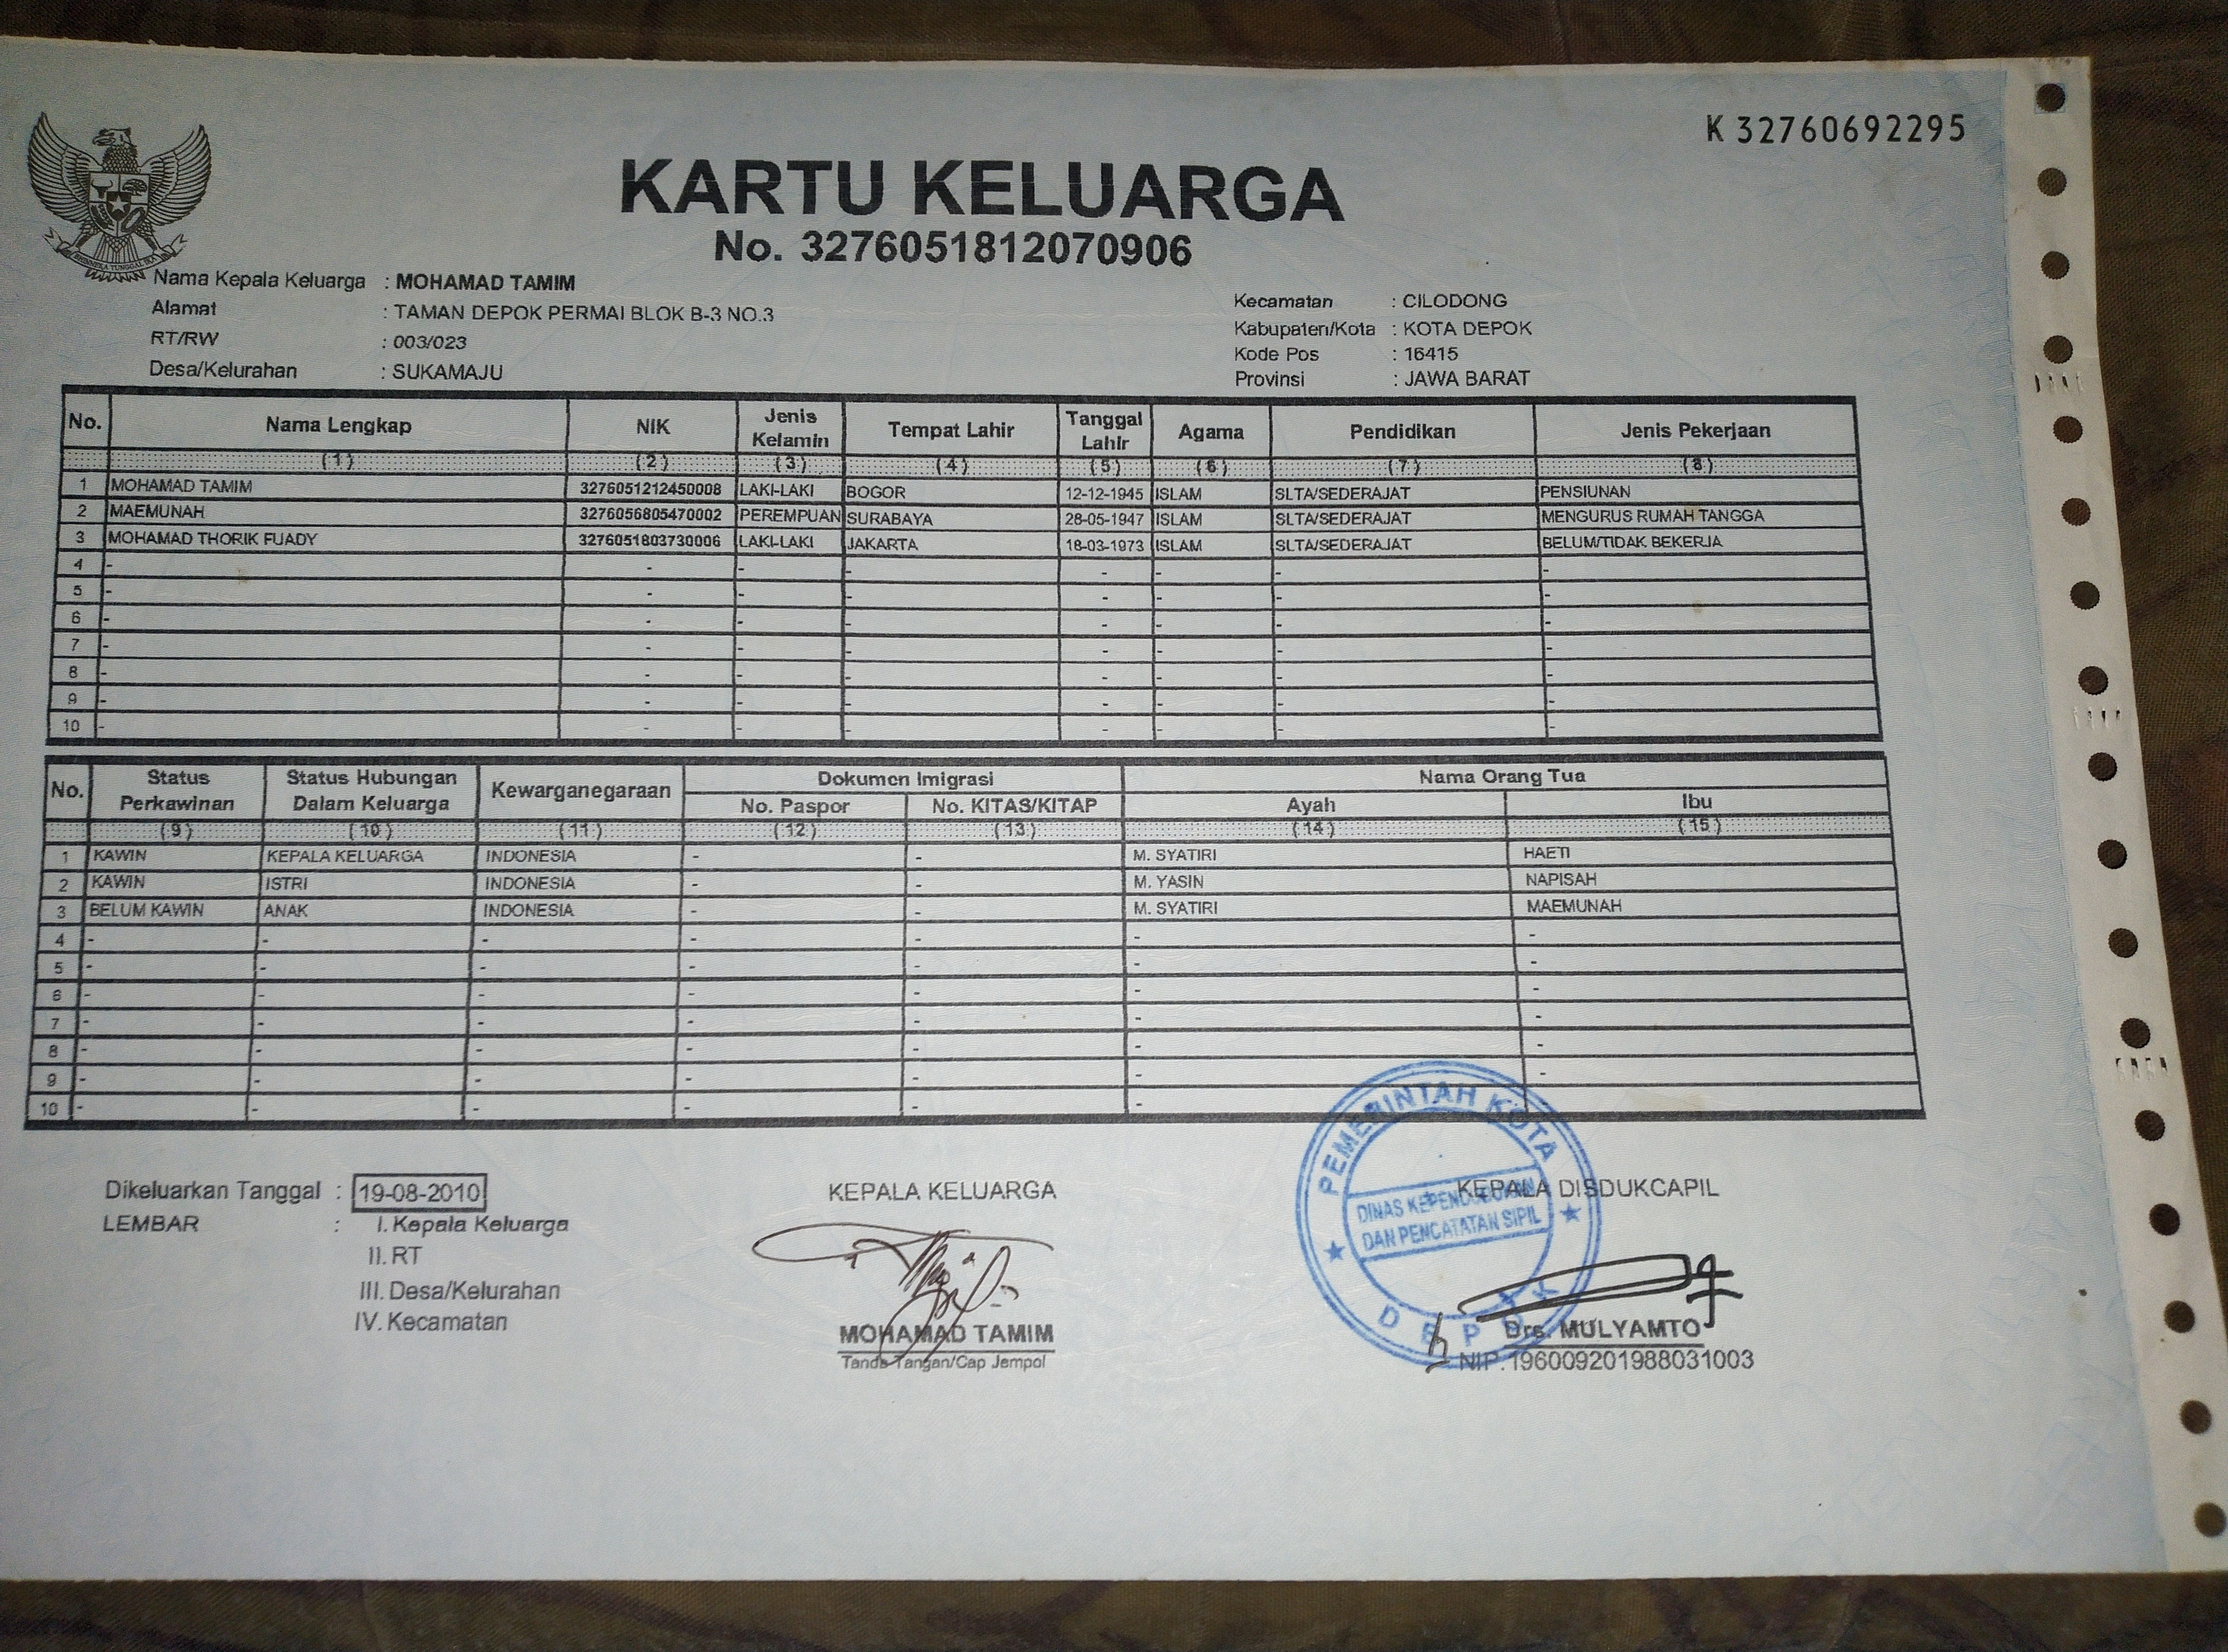 K 32760692295
KARTU KELUARGA
No. 3276051812070906
Nama Kepala Keluarga : MOHAMAD TAMIM
Alamat : TAMAN DEPOK PERMAI BLOK B-3 NO.3
RT/RW : 003/023
Desa/Kelurahan : SUKAMAJU
Kecamatan : CILODONG
Kabupaten/Kota : KOTA DEPOK
Kode Pos : 16415
Provinsi : JAWA BARAT
No. Nama Lengkap NIK Jenis Kelamin Tempat Lahir Tanggal Lahir Agama Pendidikan Jenis Pekerjaan
(1) (2) (3) (4) (5) (6) (7) (8)
1 MOHAMAD TAMIM 3276051212450008 LAKI-LAKI BOGOR 12-12-1945 ISLAM SLTA/SEDERAJAT PENSIUNAN
2 MAEMUNAH 3276056805470002 PEREMPUAN SURABAYA 28-05-1947 ISLAM SLTA/SEDERAJAT MENGURUS RUMAH TANGGA
3 MOHAMAD THORIK FUADY 3276051803730006 LAKI-LAKI JAKARTA 18-03-1973 ISLAM SLTA/SEDERAJAT BELUM/TIDAK BEKERJA
4 - - - - - - - -
5 - - - - - - - -
6 - - - - - - - -
7 - - - - - - - -
8 - - - - - - - -
9 - - - - - - - -
10 - - - - - - - -
No. Status Perkawinan Status Hubungan Dalam Keluarga Kewarganegaraan Dokumen Imigrasi Nama Orang Tua
No. Paspor No. KITAS/KITAP Ayah Ibu
(9) (10) (11) (12) (13) (14) (15)
1 KAWIN KEPALA KELUARGA INDONESIA - - M. SYATIRI HAETI
2 KAWIN ISTRI INDONESIA - - M. YASIN NAPISAH
3 BELUM KAWIN ANAK INDONESIA - - M. SYATIRI MAEMUNAH
4 - - - - - - -
5 - - - - - - -
6 - - - - - - -
7 - - - - - - -
8 - - - - - - -
9 - - - - - - -
10 - - - - - - -
Dikeluarkan Tanggal : 19-08-2010
LEMBAR : I. Kepala Keluarga
II. RT
III. Desa/Kelurahan
IV. Kecamatan
KEPALA KELUARGA
MOHAMAD TAMIM
Tanda Tangan/Cap Jempol
KEPALA DISDUKCAPIL
PEMERINTAH KOTA
DINAS KEPENDUDUKAN
DAN PENCATATAN SIPIL
DEPOK
Drs. MULYAMTO
NIP. 196009201988031003